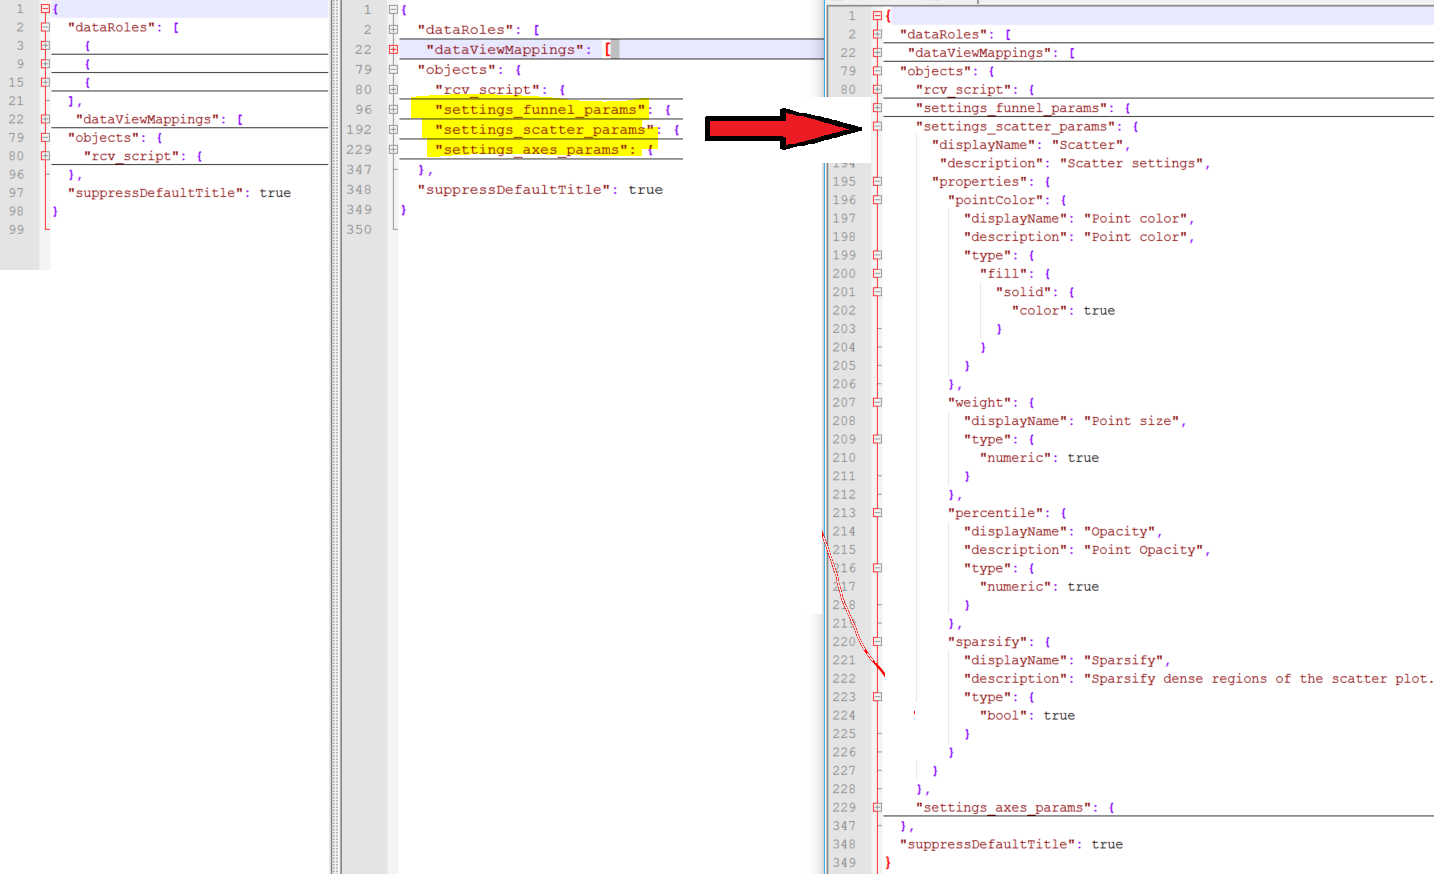 1 {
2 "dataRoles": [
3 {
9 {
15 {
21 ],
22 "dataViewMappings": [
79 "objects": {
80 "rcv_script": {
96 },
97 "suppressDefaultTitle": true
98 }
99
1 {
2 "dataRoles": [
22 "dataViewMappings": [
79 "objects": {
80 "rcv_script": {
96 "settings_funnel_params": {
192 "settings_scatter_params": {
229 "settings_axes_params": {
347 },
348 "suppressDefaultTitle": true
349 }
350
1 {
2 "dataRoles": [
22 "dataViewMappings": [
79 "objects": {
80 "rcv_script": {
"settings_funnel_params": {
"settings_scatter_params": {
"displayName": "Scatter",
194 "description": "Scatter settings",
195 "properties": {
196 "pointColor": {
197 "displayName": "Point color",
198 "description": "Point color",
199 "type": {
200 "fill": {
201 "solid": {
202 "color": true
203 }
204 }
205 }
206 },
207 "weight": {
208 "displayName": "Point size",
209 "type": {
210 "numeric": true
211 }
212 },
213 "percentile": {
214 "displayName": "Opacity",
215 "description": "Point Opacity",
216 "type": {
217 "numeric": true
218 }
219 },
220 "sparsify": {
221 "displayName": "Sparsify",
222 "description": "Sparsify dense regions of the scatter plot.
223 "type": {
224 "bool": true
225 }
226 }
227 }
228 },
229 "settings_axes_params": {
347 },
348 "suppressDefaultTitle": true
349 }